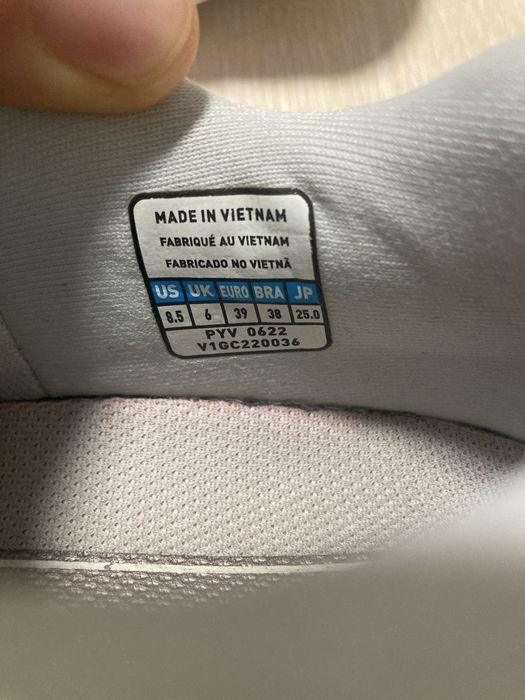 MADE IN VIETNAM
FABRIQUÉ AU VIETNAM
FABRICADO NO VIETNÃ
US UK EURO BRA JP
8.5 6 39 38 25.0
PYV 0622
V1GC220036